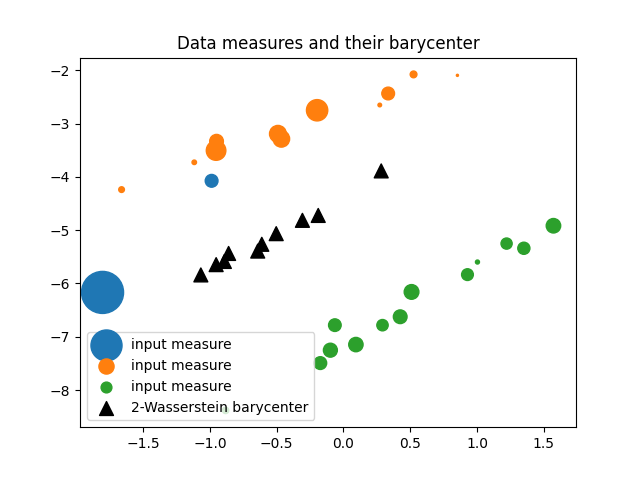 Data measures and their barycenter
−2
−3
−4
−5
−6
−7
−8
input measure
input measure
input measure
2-Wasserstein barycenter
−1.5 −1.0 −0.5 0.0 0.5 1.0 1.5